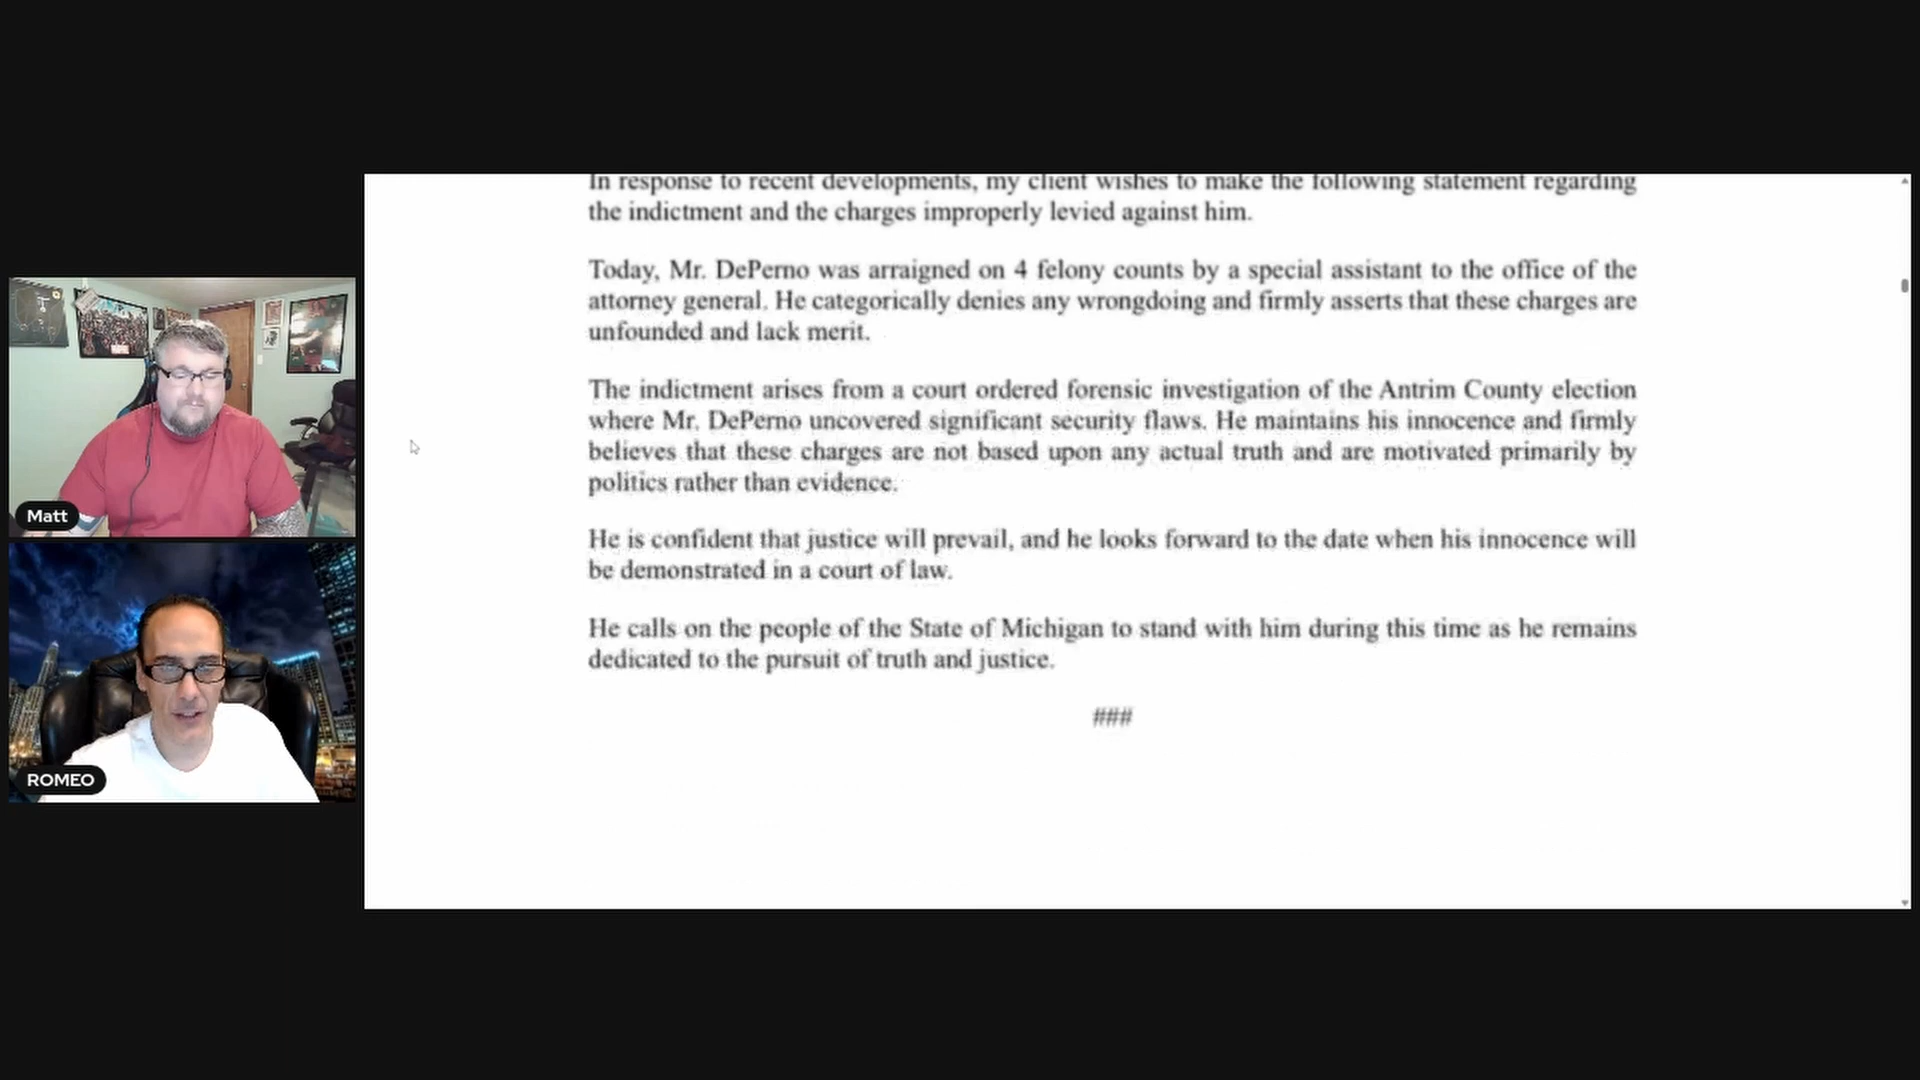 In response to recent developments, my client wishes to make the following statement regarding
the indictment and the charges improperly levied against him.
Today, Mr. DePerno was arraigned on 4 felony counts by a special assistant to the office of the
attorney general. He categorically denies any wrongdoing and firmly asserts that these charges are
unfounded and lack merit.
The indictment arises from a court ordered forensic investigation of the Antrim County election
where Mr. DePerno uncovered significant security flaws. He maintains his innocence and firmly
believes that these charges are not based upon any actual truth and are motivated primarily by
politics rather than evidence.
He is confident that justice will prevail, and he looks forward to the date when his innocence will
be demonstrated in a court of law.
He calls on the people of the State of Michigan to stand with him during this time as he remains
dedicated to the pursuit of truth and justice.
###
Matt
ROMEO